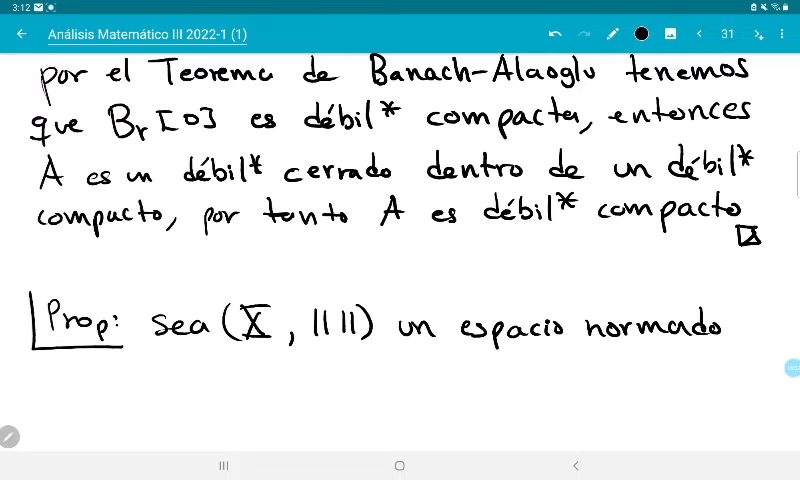 3:12
Análisis Matemático III 2022-1 (1)
31
por el Teorema de Banach-Alaoglu tenemos
que Br[0] es débil* compacta, entonces
A es un débil* cerrado dentro de un débil*
compacto, por tanto A es débil* compacto
Prop: sea (X, || ||) un espacio normado